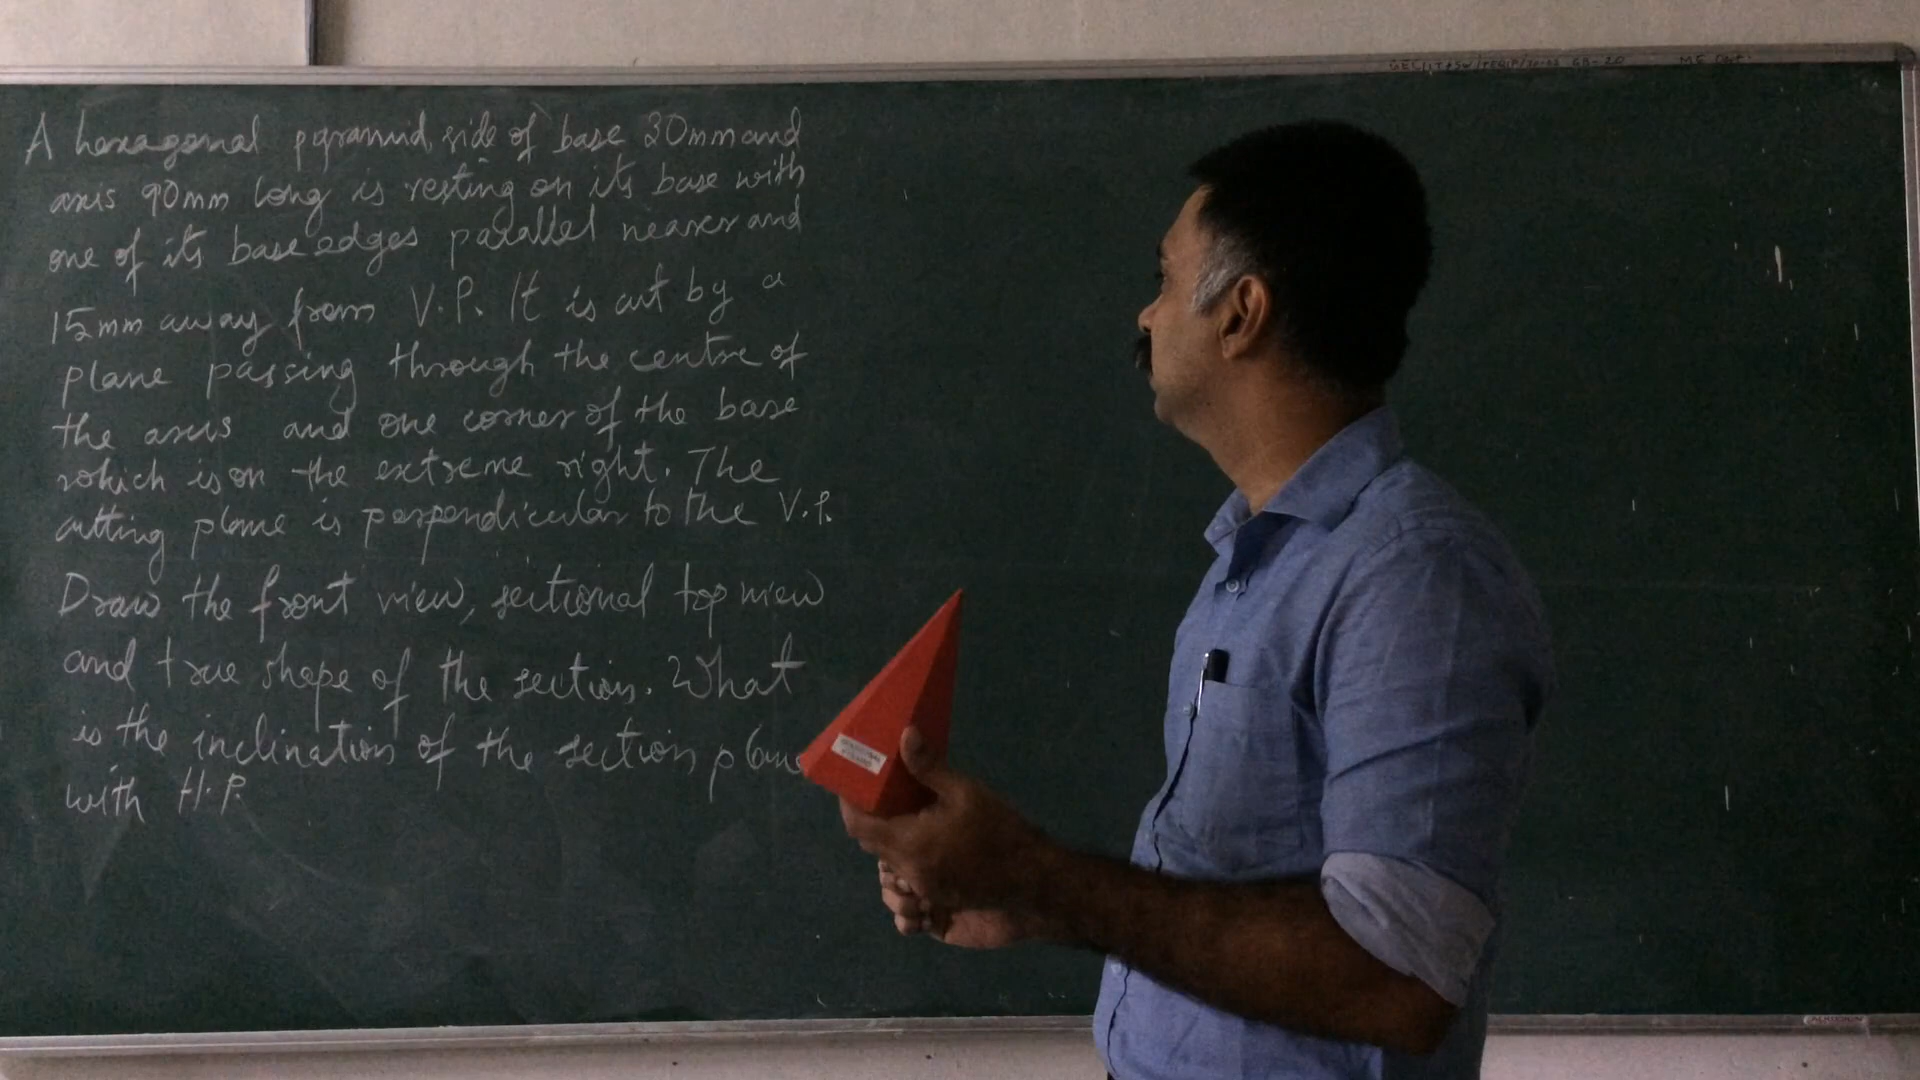 A hexagonal pyramid, side of base 30mm and
axis 90mm long is resting on its base with
one of its base edges parallel nearer and
15mm away from V.P. It is cut by a
plane passing through the centre of
the axis and one corner of the base
which is on the extreme right. The
cutting plane is perpendicular to the V.P.
Draw the front view, sectional top view
and true shape of the section. What
is the inclination of the section plane
with H.P.